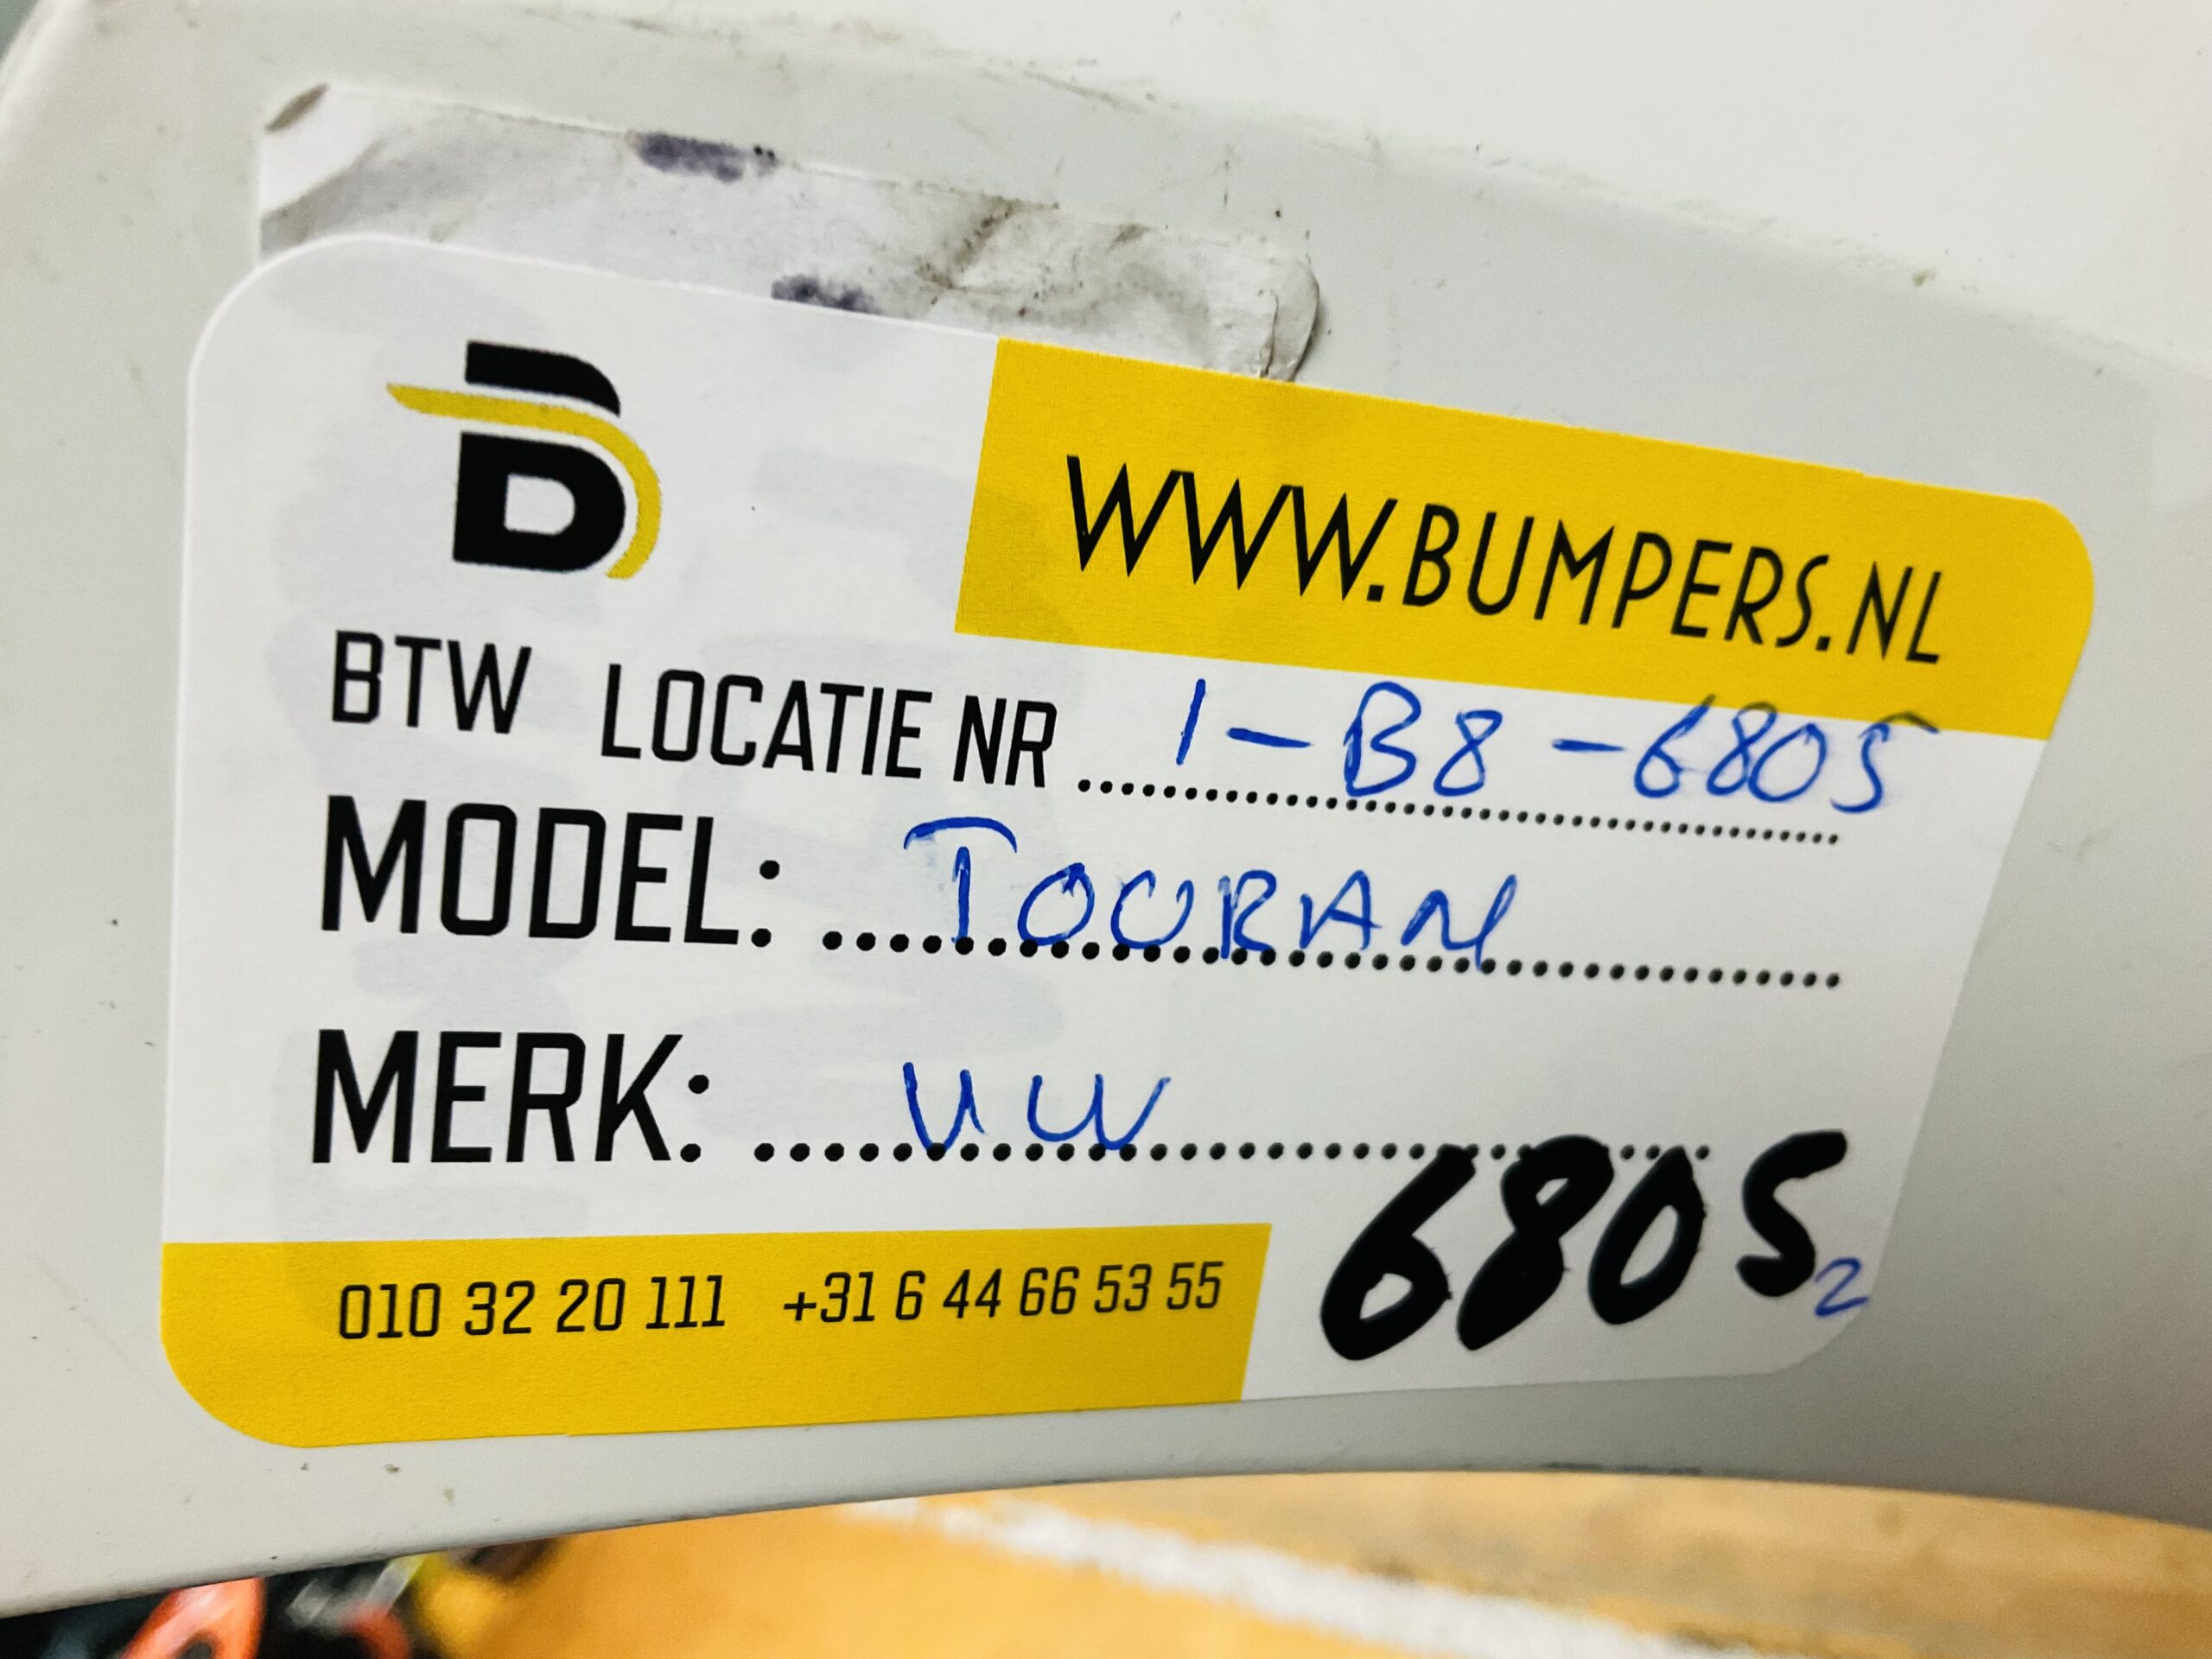 B
WWW.BUMPERS.NL
BTW LOCATIE NR ........ 1-B8-6805
MODEL: ........ TOURAN
MERK: ........ VW
6805
2
010 32 20 111 +31 6 44 66 53 55